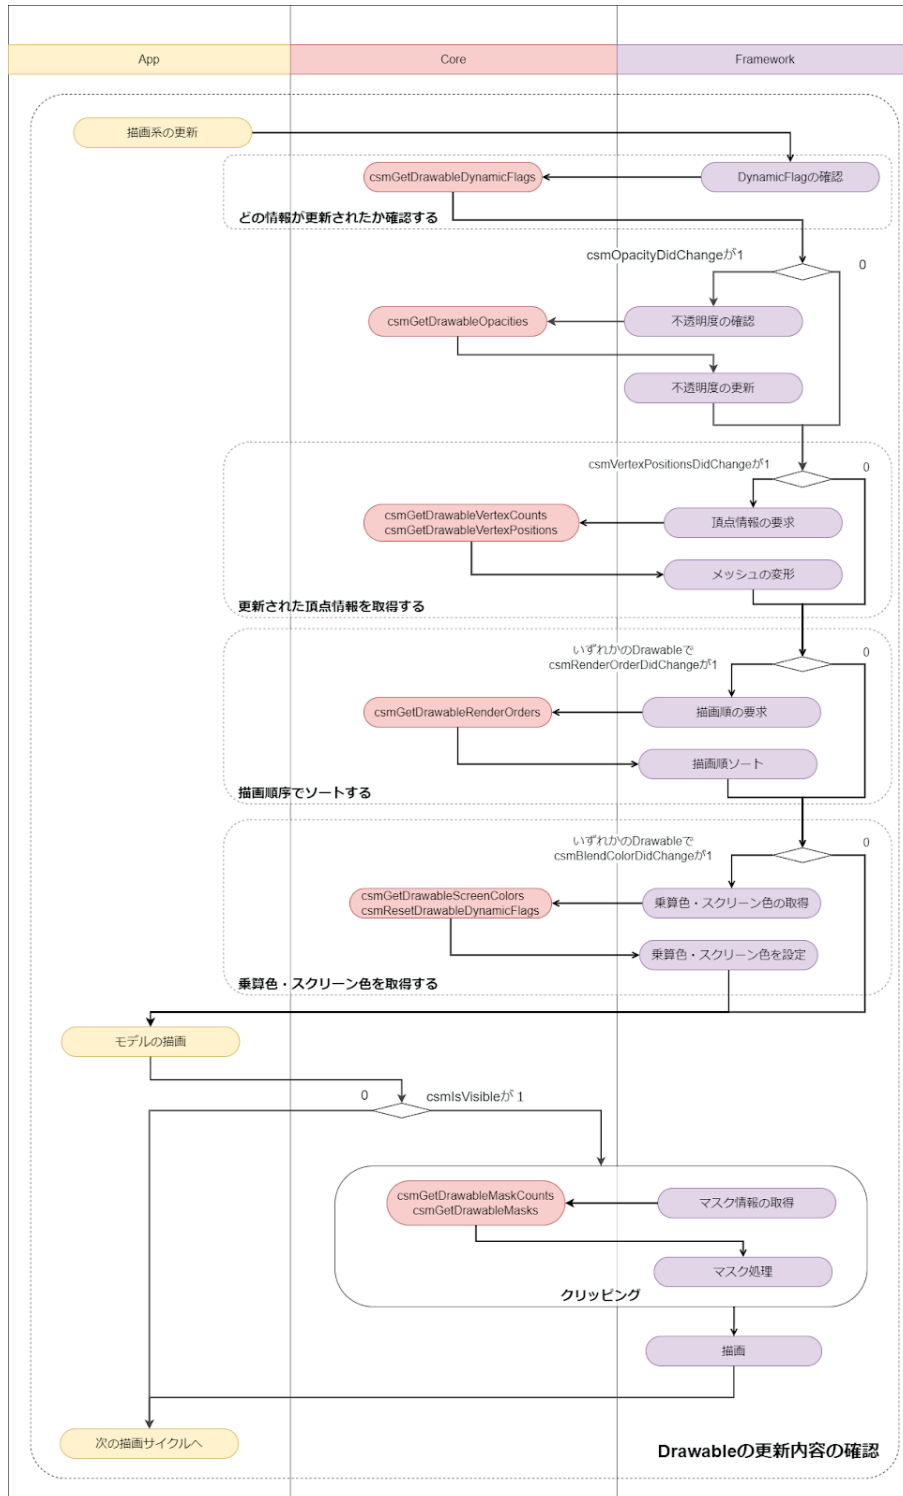 App
Core
Framework
描画系の更新
csmGetDrawableDynamicFlags
DynamicFlagの確認
どの情報が更新されたか確認する
csmOpacityDidChangeが1
0
csmGetDrawableOpacities
不透明度の確認
不透明度の更新
csmVertexPositionsDidChangeが1
0
csmGetDrawableVertexCounts
csmGetDrawableVertexPositions
頂点情報の要求
メッシュの変形
更新された頂点情報を取得する
いずれかのDrawableで
csmRenderOrderDidChangeが1
0
csmGetDrawableRenderOrders
描画順の要求
描画順ソート
描画順序でソートする
いずれかのDrawableで
csmBlendColorDidChangeが1
0
csmGetDrawableScreenColors
csmResetDrawableDynamicFlags
乗算色・スクリーン色の取得
乗算色・スクリーン色を設定
乗算色・スクリーン色を取得する
モデルの描画
0
csmIsVisibleが 1
csmGetDrawableMaskCounts
csmGetDrawableMasks
マスク情報の取得
マスク処理
クリッピング
描画
次の描画サイクルへ
Drawableの更新内容の確認